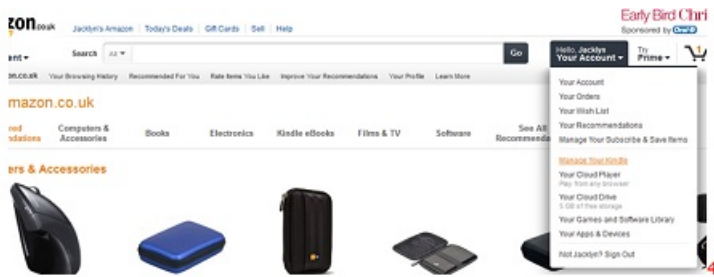 Early Bird Chri
zon.co.uk Jacklyn's Amazon Today's Deals Gift Cards Sell Help
Sponsored by
ent Search All Go Hello, Jacklyn Your Account Try Prime 1
on.co.uk Your Browsing History Recommended For You Rate Items You Like Improve Your Recommendations Your Profile Learn More
mazon.co.uk
red
ndations
Computers &
Accessories
Books
Electronics
Kindle eBooks
Films & TV
Software
See All
Recommenda
ers & Accessories
Your Account
Your Orders
Your Wish List
Your Recommendations
Manage Your Subscribe & Save Items
Manage Your Kindle
Your Cloud Player
Play from any browser
Your Cloud Drive
5 GB of free storage
Your Games and Software Library
Your Apps & Devices
Not Jacklyn? Sign Out